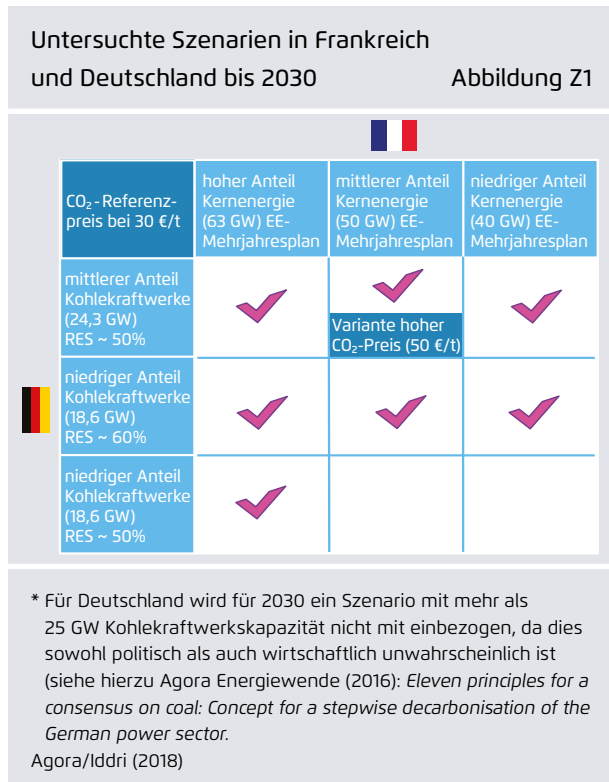 Untersuchte Szenarien in Frankreich
und Deutschland bis 2030 Abbildung Z1
CO₂-Referenz-
preis bei 30 €/t
hoher Anteil
Kernenergie
(63 GW) EE-
Mehrjahresplan
mittlerer Anteil
Kernenergie
(50 GW) EE-
Mehrjahresplan
niedriger Anteil
Kernenergie
(40 GW) EE-
Mehrjahresplan
mittlerer Anteil
Kohlekraftwerke
(24,3 GW)
RES ~ 50%
Variante hoher
CO₂-Preis (50 €/t)
niedriger Anteil
Kohlekraftwerke
(18,6 GW)
RES ~ 60%
niedriger Anteil
Kohlekraftwerke
(18,6 GW)
RES ~ 50%
* Für Deutschland wird für 2030 ein Szenario mit mehr als
25 GW Kohlekraftwerkskapazität nicht mit einbezogen, da dies
sowohl politisch als auch wirtschaftlich unwahrscheinlich ist
(siehe hierzu Agora Energiewende (2016): Eleven principles for a
consensus on coal: Concept for a stepwise decarbonisation of the
German power sector.
Agora/Iddri (2018)